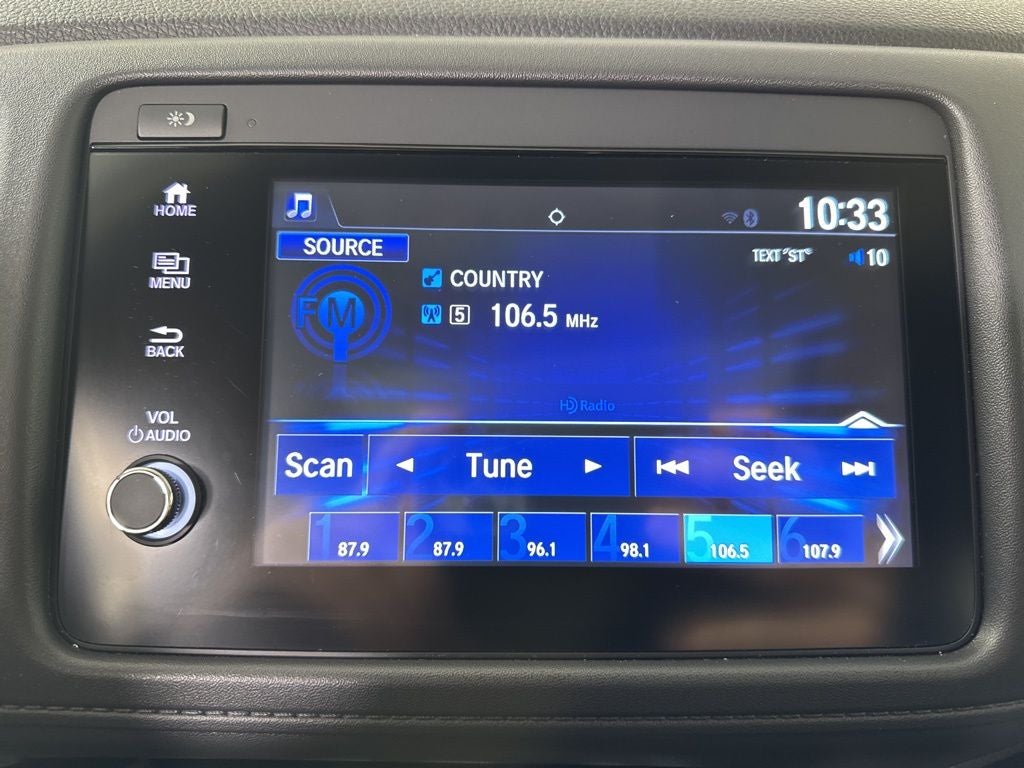 HOME
MENU
BACK
VOL
AUDIO
10:33
SOURCE
TEXT "ST"
10
FM
COUNTRY
5 106.5 MHz
HD Radio
Scan Tune Seek
1 87.9
2 87.9
3 96.1
4 98.1
5 106.5
6 107.9